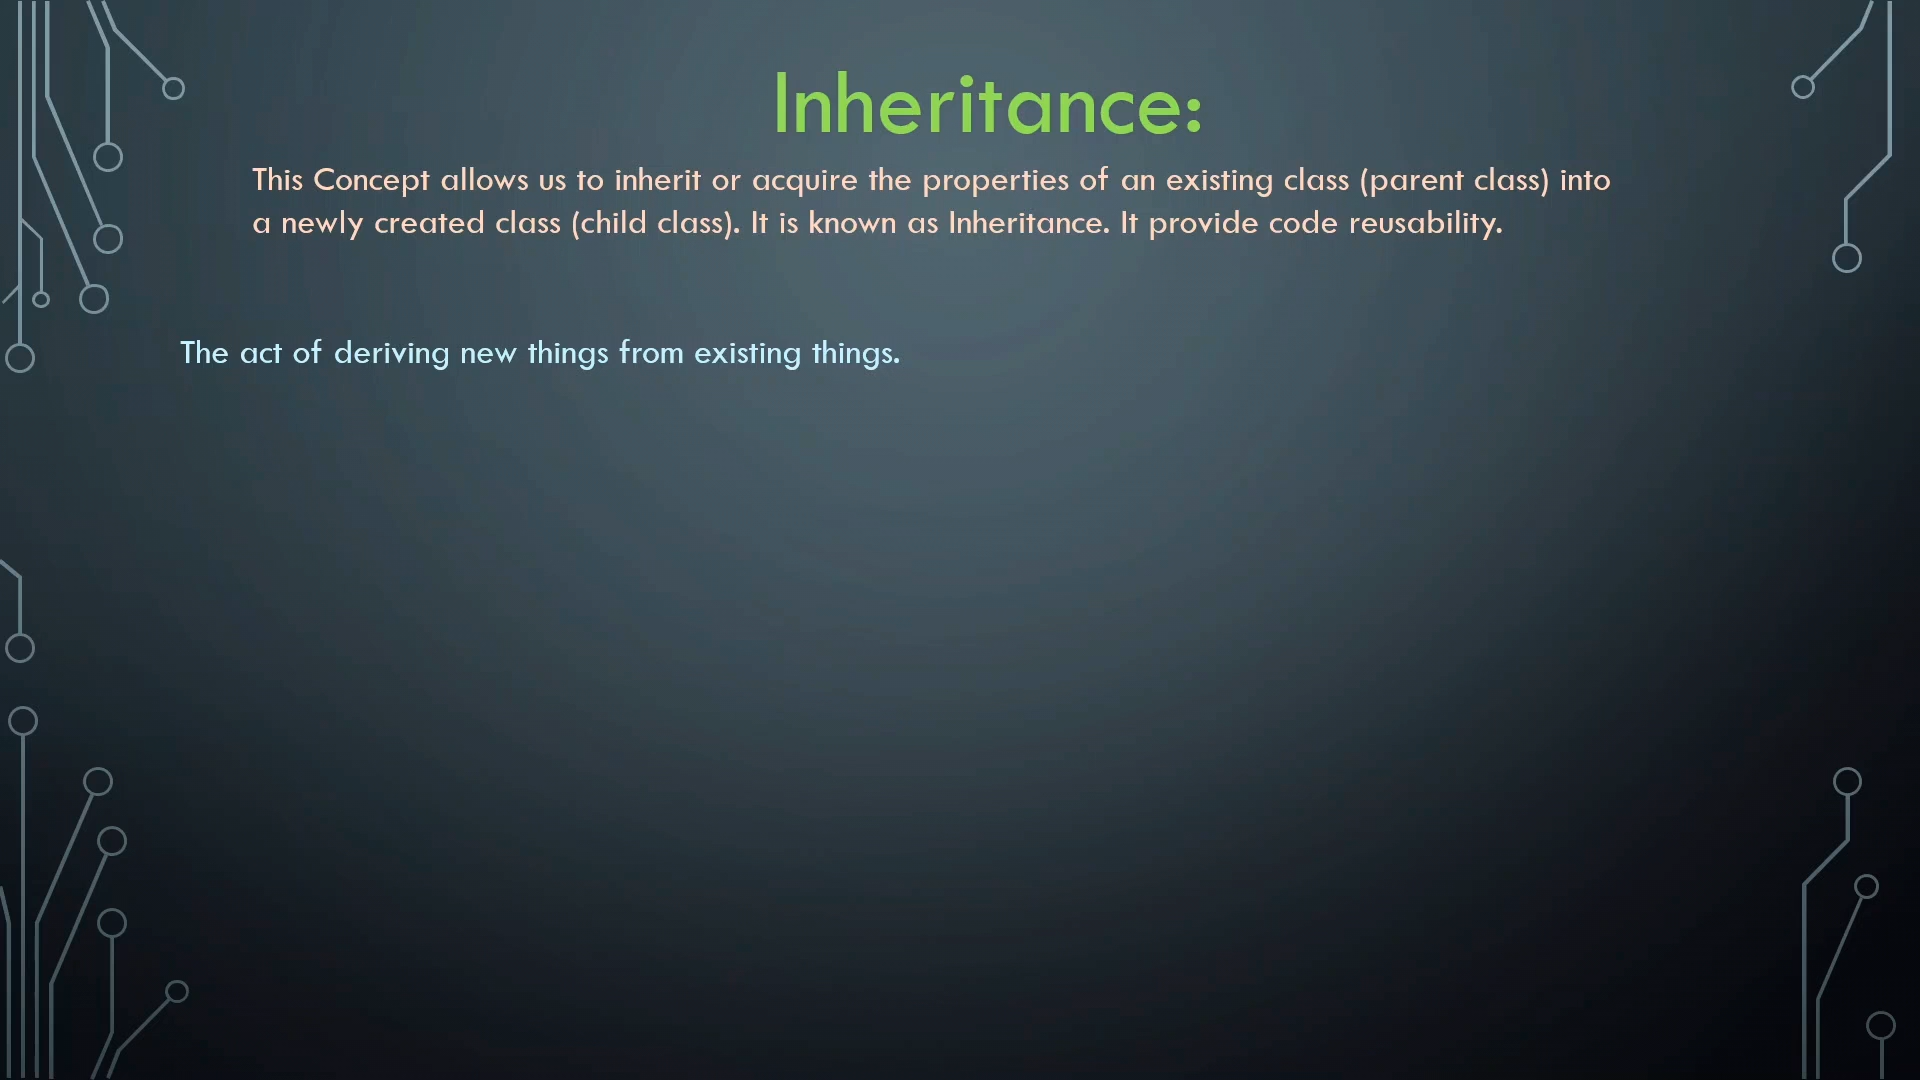 Inheritance:
This Concept allows us to inherit or acquire the properties of an existing class (parent class) into
a newly created class (child class). It is known as Inheritance. It provide code reusability.
The act of deriving new things from existing things.